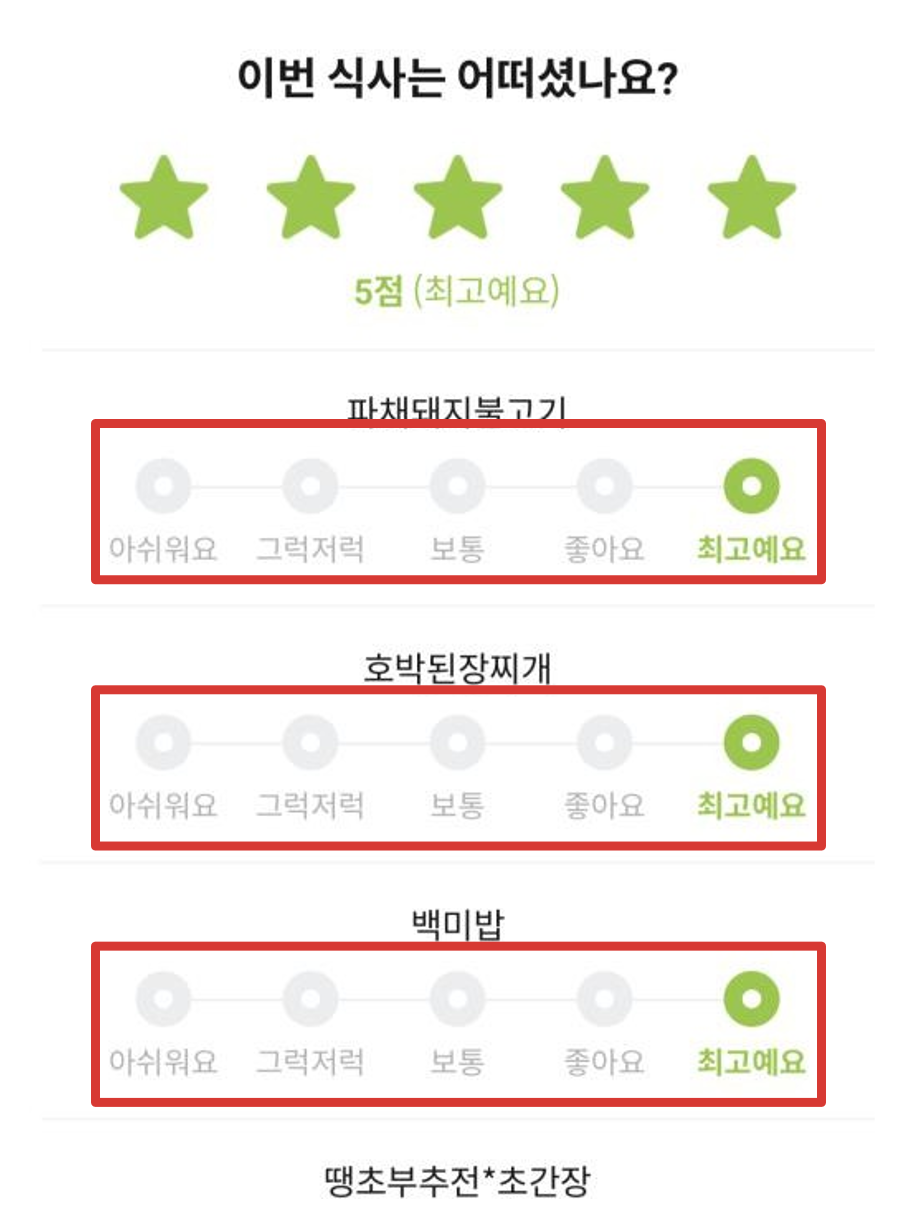 이번 식사는 어떠셨나요?
5점 (최고예요)
파채돼지불고기
아쉬워요 그럭저럭 보통 좋아요 최고예요
호박된장찌개
아쉬워요 그럭저럭 보통 좋아요 최고예요
백미밥
아쉬워요 그럭저럭 보통 좋아요 최고예요
땡초부추전*초간장